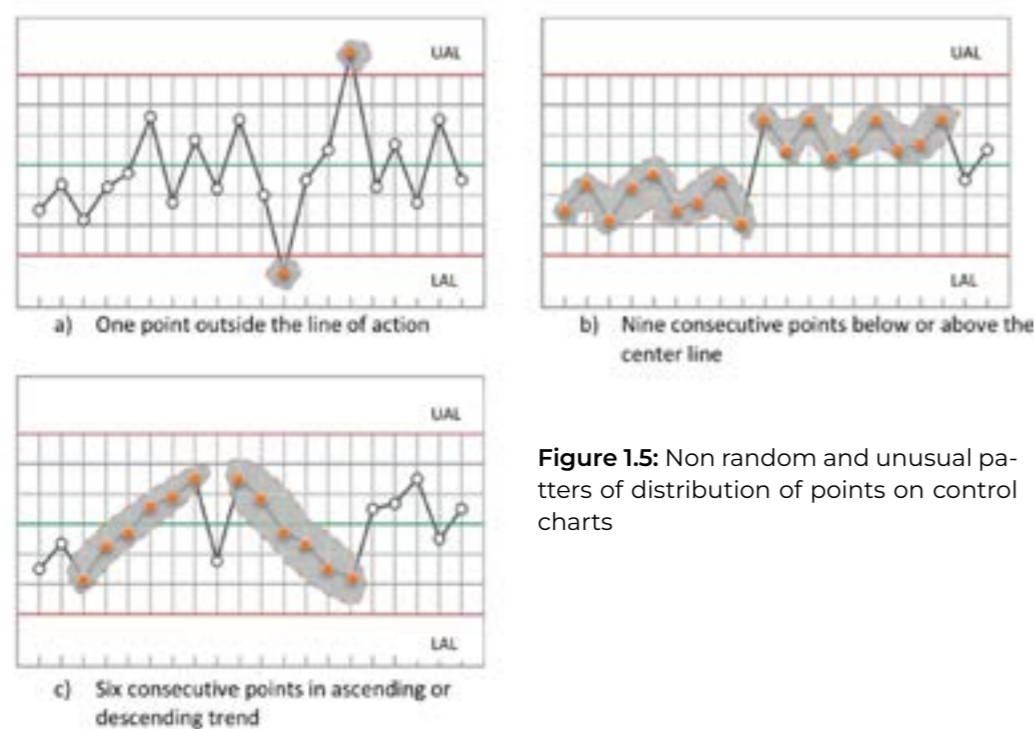 UAL
LAL
a) One point outside the line of action
UAL
LAL
b) Nine consecutive points below or above the
center line
UAL
LAL
c) Six consecutive points in ascending or
descending trend
Figure 1.5: Non random and unusual pa-
tters of distribution of points on control
charts